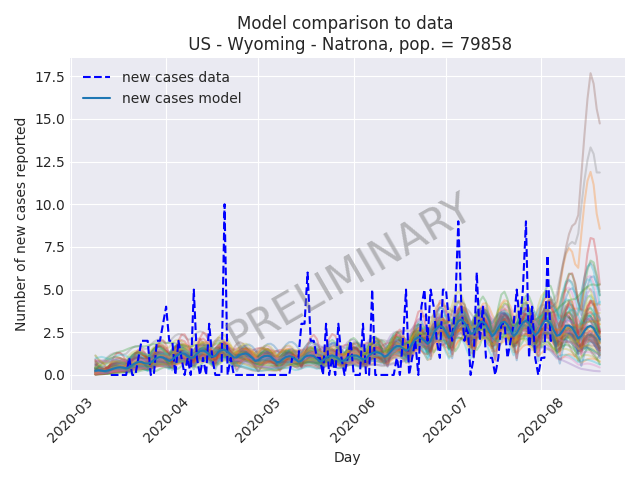 Model comparison to data
US - Wyoming - Natrona, pop. = 79858
new cases data
new cases model
PRELIMINARY
Number of new cases reported
17.5
15.0
12.5
10.0
7.5
5.0
2.5
0.0
2020-03
2020-04
2020-05
2020-06
2020-07
2020-08
Day